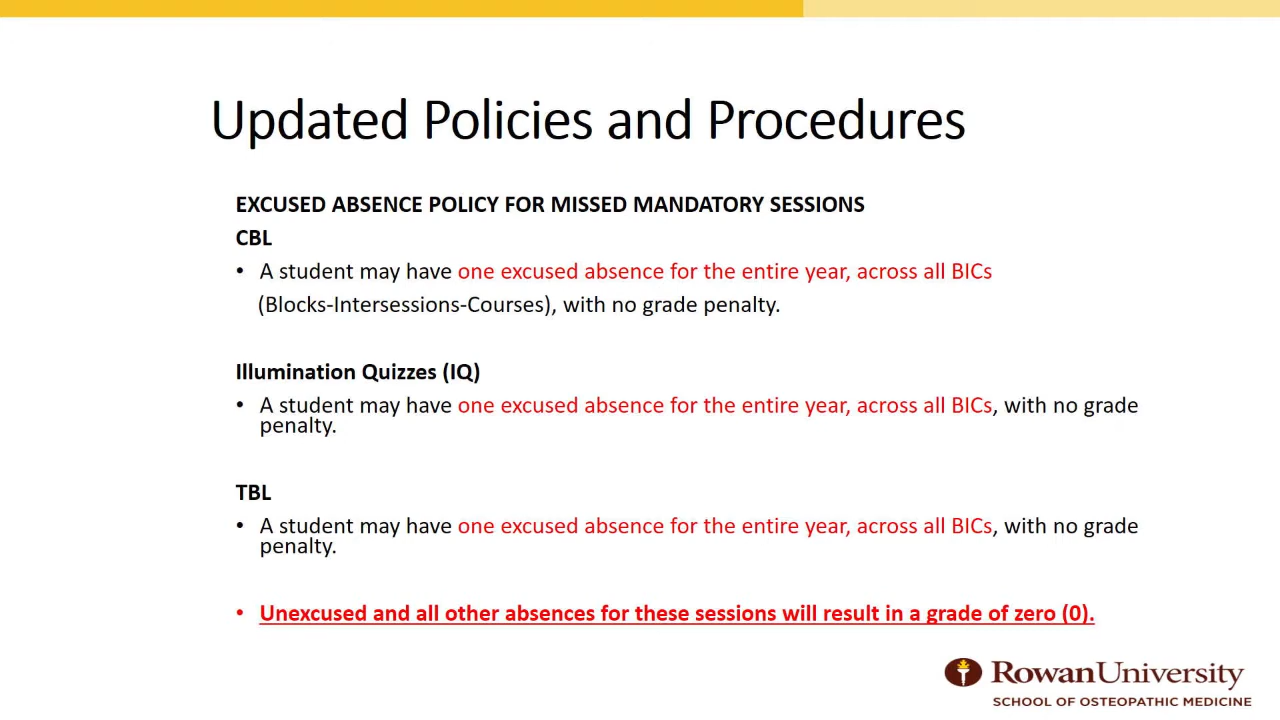 Updated Policies and Procedures
EXCUSED ABSENCE POLICY FOR MISSED MANDATORY SESSIONS
CBL
• A student may have one excused absence for the entire year, across all BICs
(Blocks-Intersessions-Courses), with no grade penalty.
Illumination Quizzes (IQ)
• A student may have one excused absence for the entire year, across all BICs, with no grade
penalty.
TBL
• A student may have one excused absence for the entire year, across all BICs, with no grade
penalty.
• Unexcused and all other absences for these sessions will result in a grade of zero (0).
RowanUniversity
SCHOOL OF OSTEOPATHIC MEDICINE